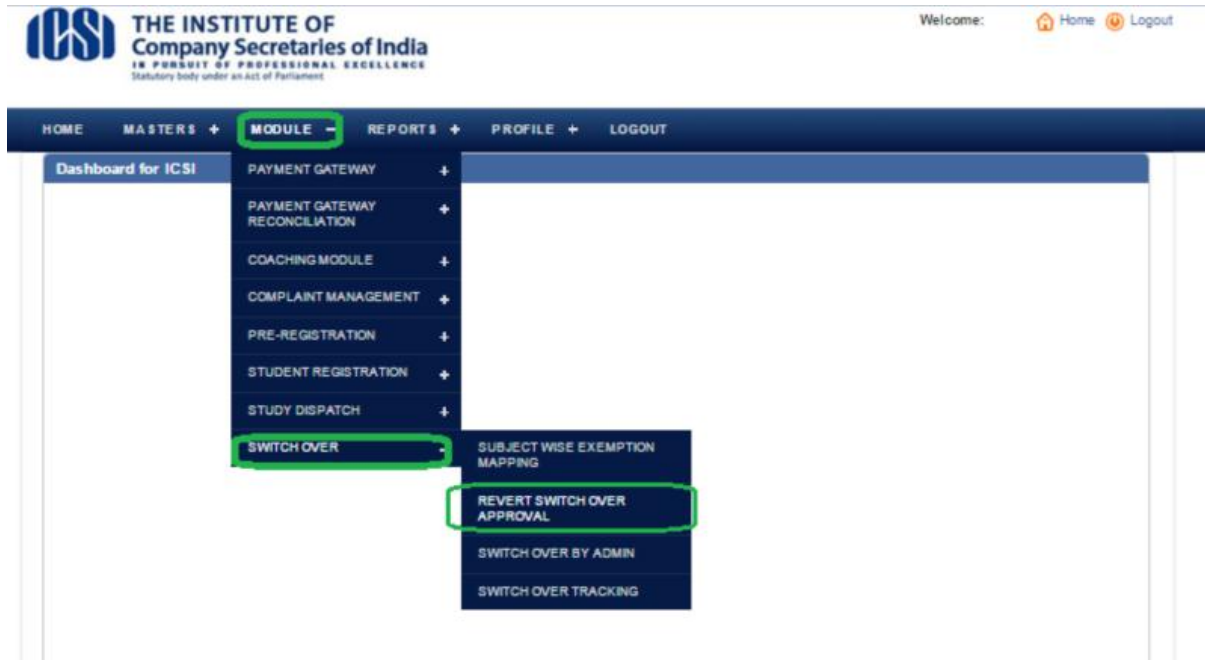 ICSI
THE INSTITUTE OF
Company Secretaries of India
IN PURSUIT OF PROFESSIONAL EXCELLENCE
Statutory body under an Act of Parliament
Welcome: Home Logout
HOME MASTERS + MODULE - REPORTS + PROFILE + LOGOUT
Dashboard for ICSI
PAYMENT GATEWAY +
PAYMENT GATEWAY +
RECONCILIATION
COACHING MODULE +
COMPLAINT MANAGEMENT +
PRE-REGISTRATION +
STUDENT REGISTRATION +
STUDY DISPATCH +
SWITCH OVER -
SUBJECT WISE EXEMPTION
MAPPING
REVERT SWITCH OVER
APPROVAL
SWITCH OVER BY ADMIN
SWITCH OVER TRACKING